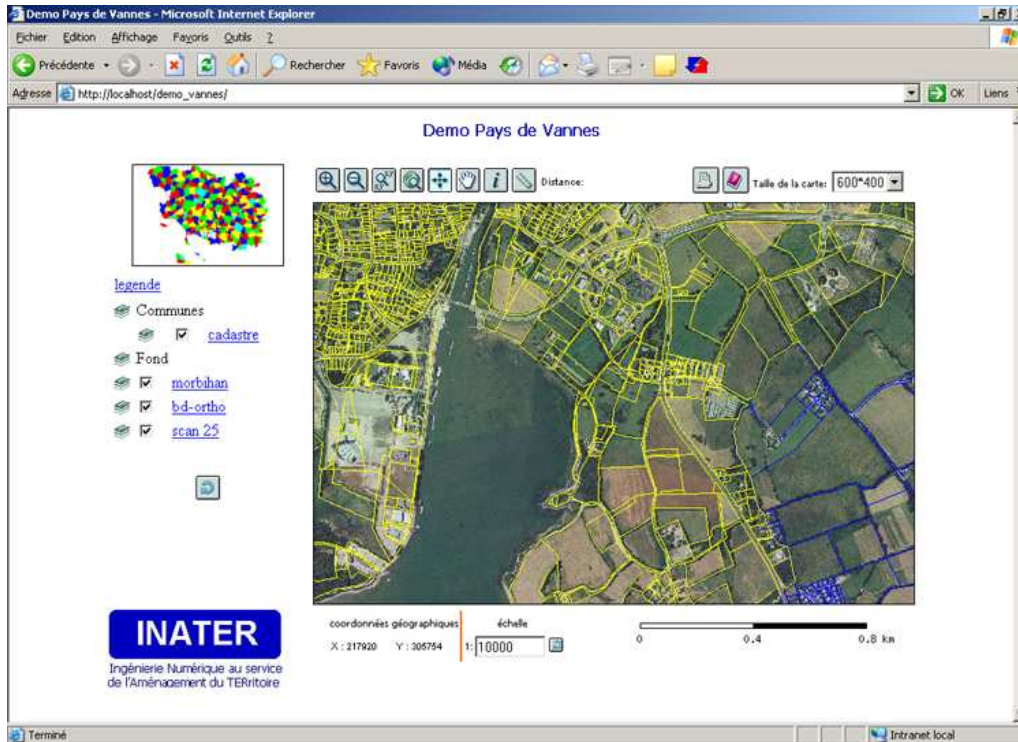 Demo Pays de Vannes - Microsoft Internet Explorer
Fichier Edition Affichage Favoris Outils ?
Précédente Rechercher Favoris Média
Adresse http://localhost/demo_vannes/ OK Liens
Demo Pays de Vannes
Distance: Taille de la carte: 600*400
legende
Communes
cadastre
Fond
morbihan
bd-ortho
scan 25
coordonnées géographiques échelle
X : 217920 Y : 305754 1: 10000
0 0.4 0.8 km
INATER
Ingénierie Numérique au service
de l'Aménagement du TERritoire
Terminé Intranet local